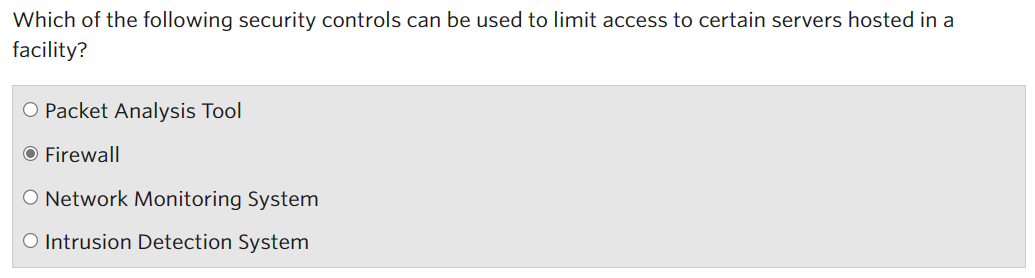 Which of the following security controls can be used to limit access to certain servers hosted in a
facility?
Packet Analysis Tool
Firewall
Network Monitoring System
Intrusion Detection System